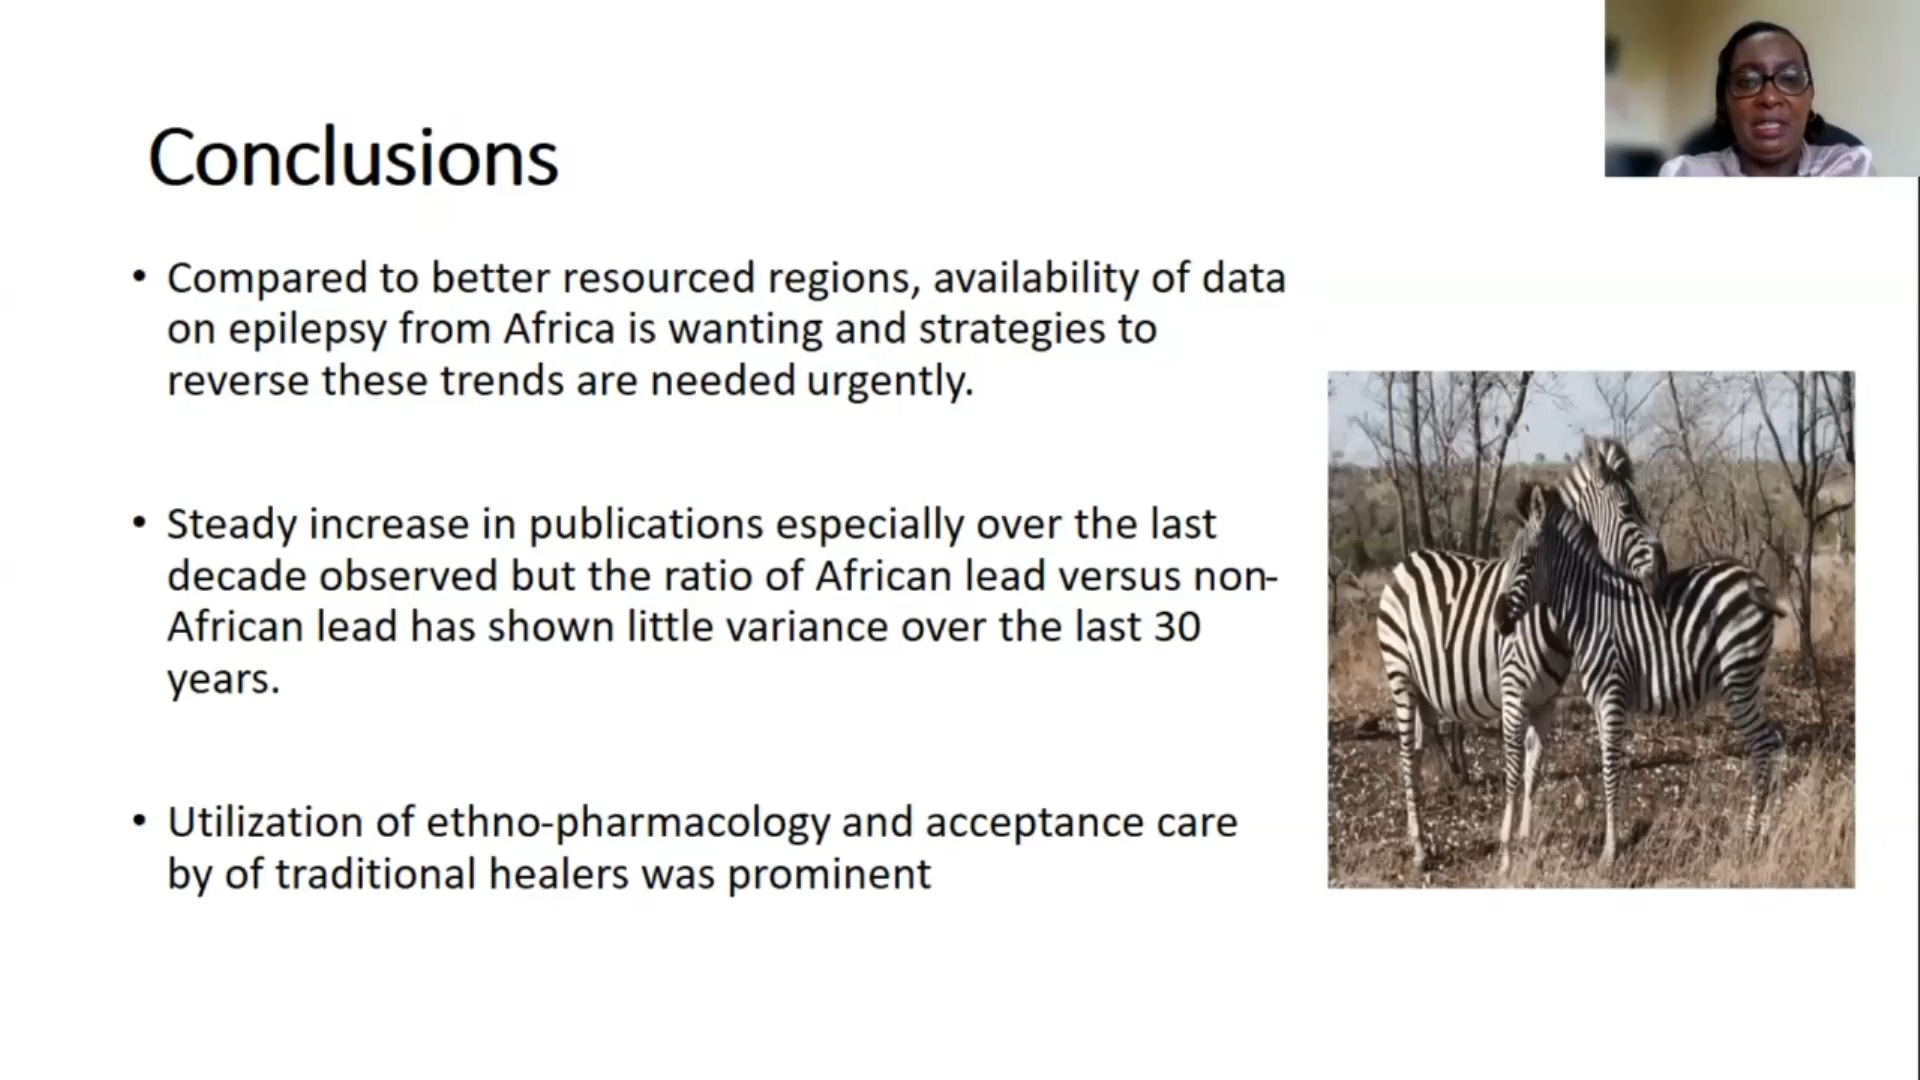 Conclusions
• Compared to better resourced regions, availability of data
on epilepsy from Africa is wanting and strategies to
reverse these trends are needed urgently.
• Steady increase in publications especially over the last
decade observed but the ratio of African lead versus non-
African lead has shown little variance over the last 30
years.
• Utilization of ethno-pharmacology and acceptance care
by of traditional healers was prominent